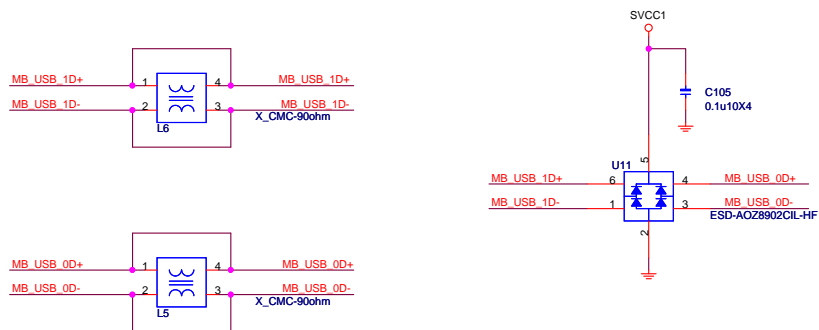 SVCC1
MB_USB_1D+ 1 4 MB_USB_1D+
MB_USB_1D- 2 3 MB_USB_1D-
L6 X_CMC-90ohm
C105
0.1u10X4
U11 5
MB_USB_1D+ 6 4 MB_USB_0D+
MB_USB_1D- 1 3 MB_USB_0D-
ESD-AOZ8902CIL-HF
2
MB_USB_0D+ 1 4 MB_USB_0D+
MB_USB_0D- 2 3 MB_USB_0D-
L5 X_CMC-90ohm